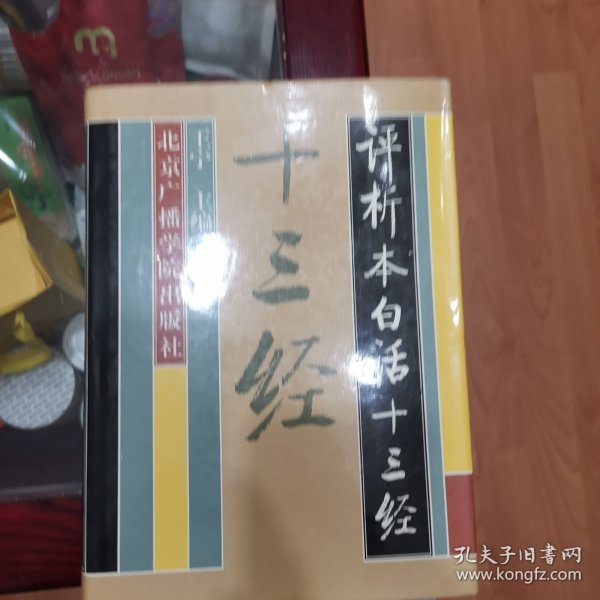 评析本白话十三经
十三经
主编
北京广播学院出版社
孔夫子旧书网
www.kongfz.com